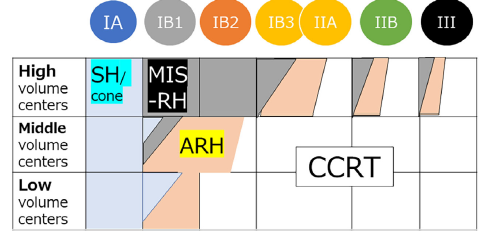 IA IB1 IB2 IB3 IIA IIB III
High
volume
centers
SH/
cone
MIS
-RH
Middle
volume
centers
ARH
CCRT
Low
volume
centers